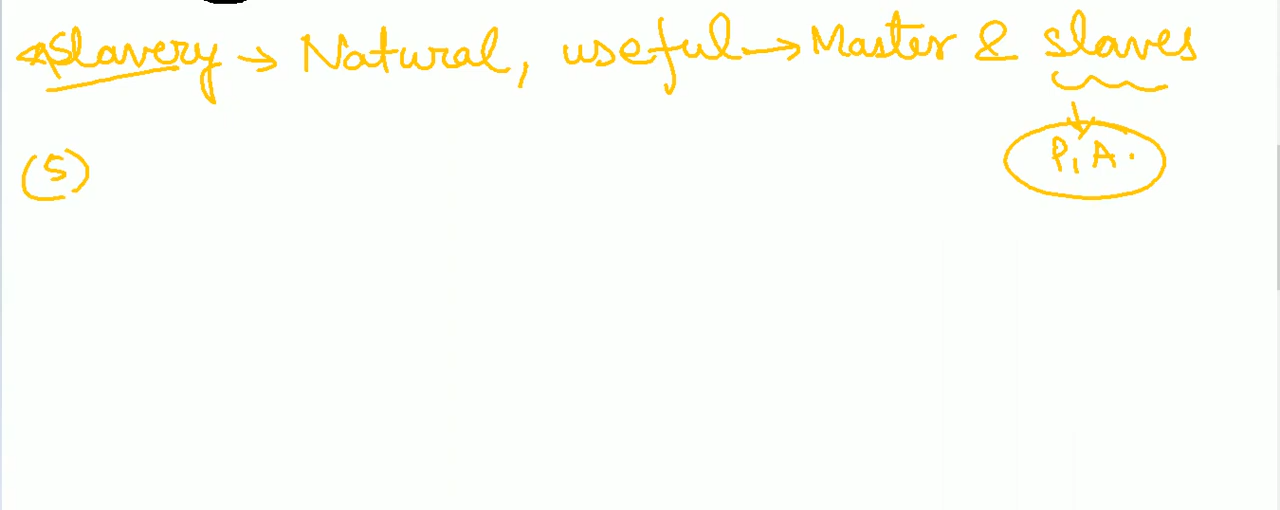 Slavery → Natural, useful → Master & slaves
P, A.
(5)